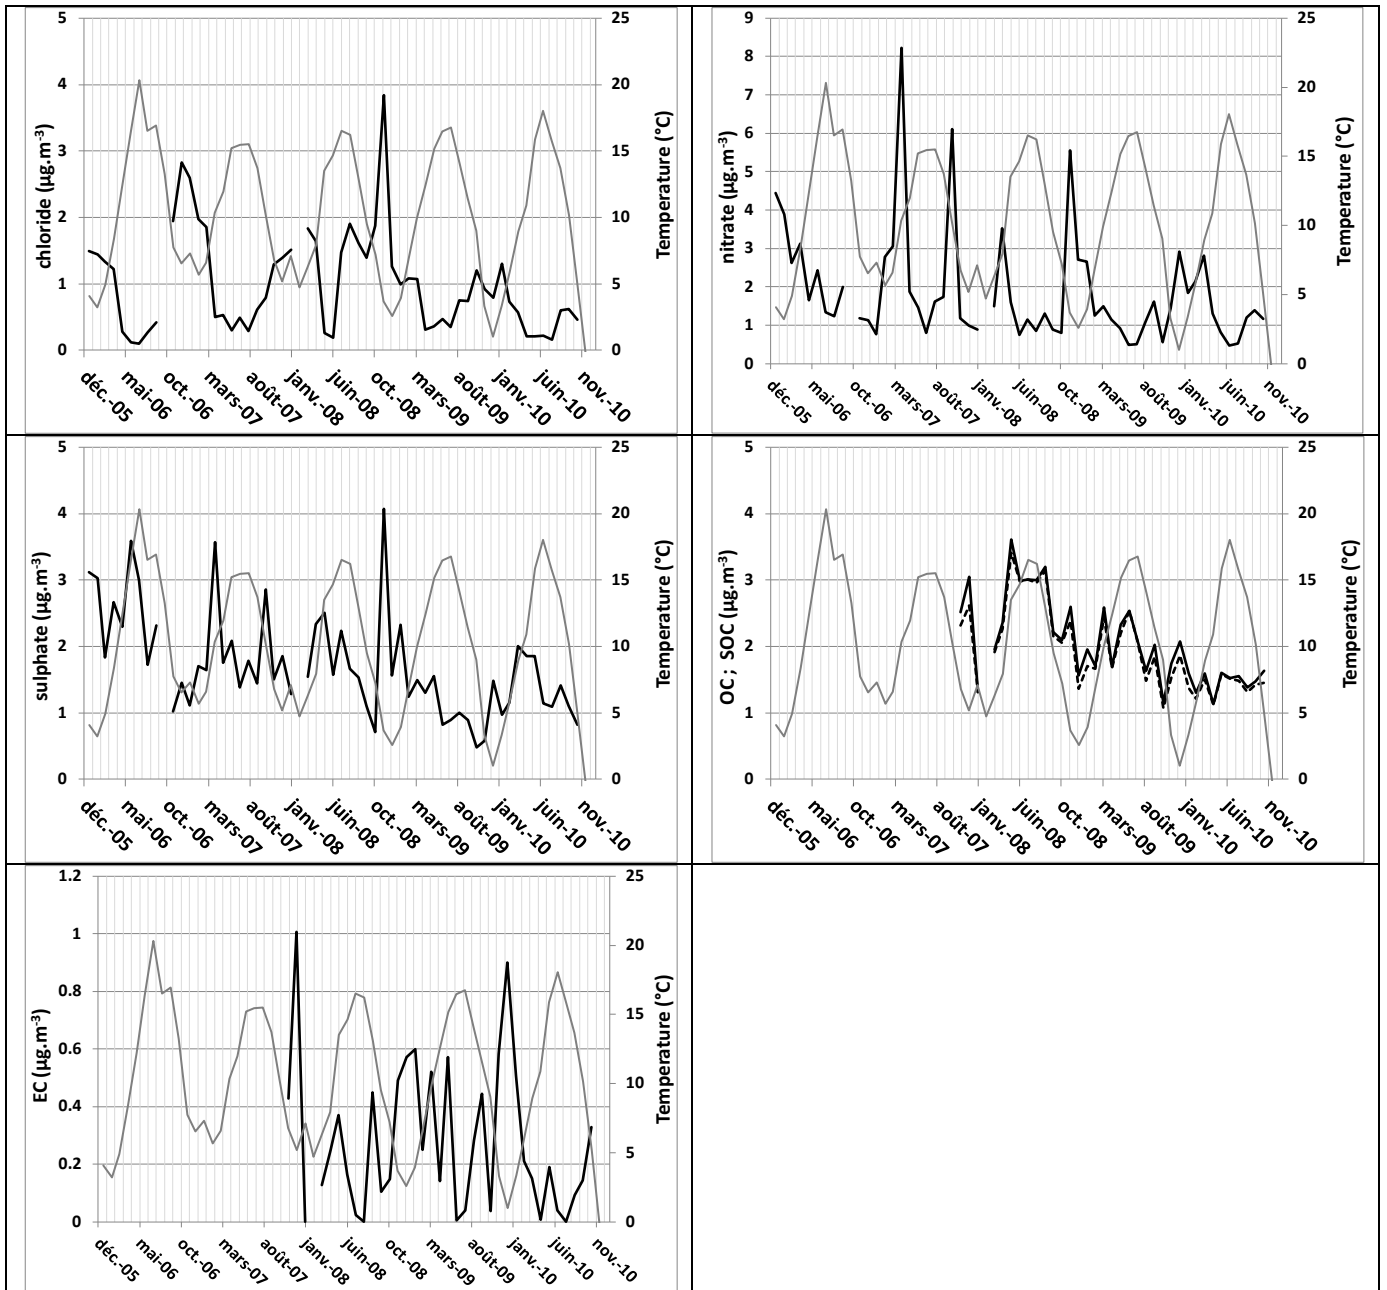 chloride (µg.m⁻³)
5
4
3
2
1
0
25
20
15
10
5
0
Temperature (°C)
déc.-05
mai-06
oct.-06
mars-07
août-07
janv.-08
juin-08
oct.-08
mars-09
août-09
janv.-10
juin-10
nov.-10
nitrate (µg.m⁻³)
9
8
7
6
5
4
3
2
1
0
25
20
15
10
5
0
Temperature (°C)
déc.-05
mai-06
oct.-06
mars-07
août-07
janv.-08
juin-08
oct.-08
mars-09
août-09
janv.-10
juin-10
nov.-10
sulphate (µg.m⁻³)
5
4
3
2
1
0
25
20
15
10
5
0
Temperature (°C)
déc.-05
mai-06
oct.-06
mars-07
août-07
janv.-08
juin-08
oct.-08
mars-09
août-09
janv.-10
juin-10
nov.-10
OC ; SOC (µg.m⁻³)
5
4
3
2
1
0
25
20
15
10
5
0
Temperature (°C)
déc.-05
mai-06
oct.-06
mars-07
août-07
janv.-08
juin-08
oct.-08
mars-09
août-09
janv.-10
juin-10
nov.-10
EC (µg.m⁻³)
1.2
1
0.8
0.6
0.4
0.2
0
25
20
15
10
5
0
Temperature (°C)
déc.-05
mai-06
oct.-06
mars-07
août-07
janv.-08
juin-08
oct.-08
mars-09
août-09
janv.-10
juin-10
nov.-10